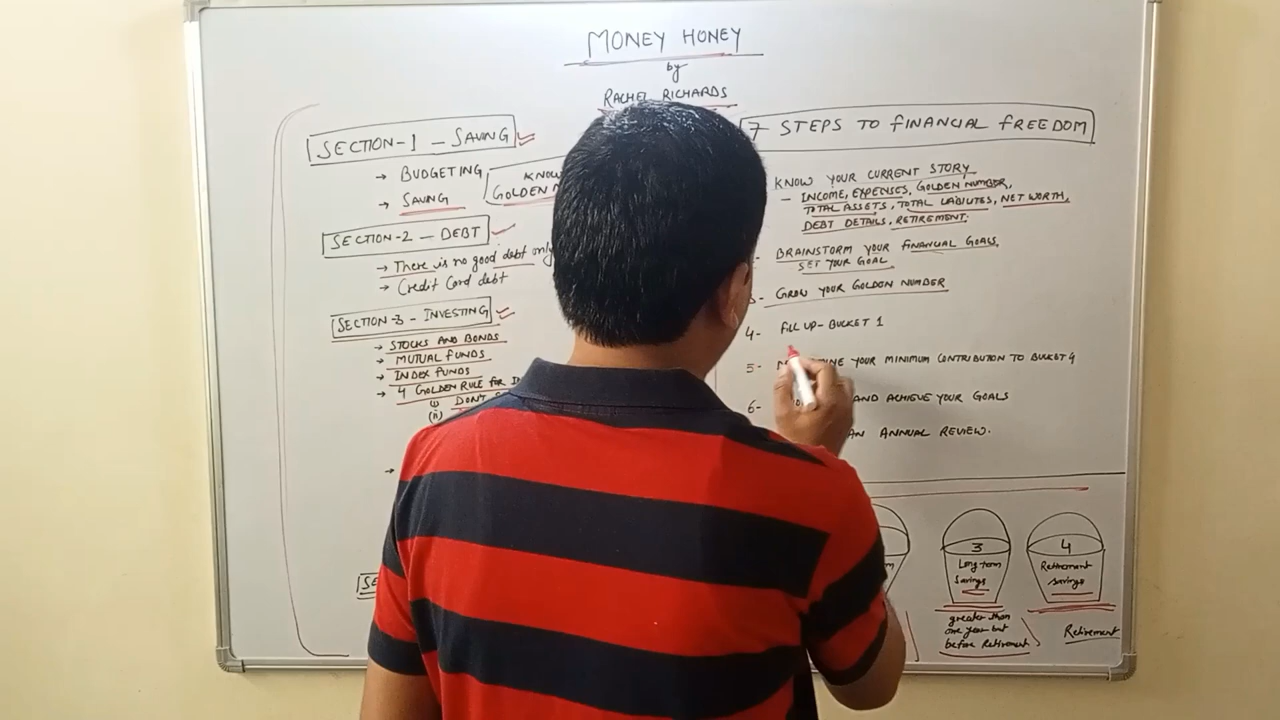 MONEY HONEY
by
RACHEL RICHARDS
SECTION-1 - SAVING
→ BUDGETING
→ SAVING
KNOW
GOLDEN
SECTION-2 - DEBT
→ There is no good debt only
→ Credit Card debt
SECTION-3 - INVESTING
→ STOCKS AND BONDS
→ MUTUAL FUNDS
→ INDEX FUNDS
→ 4 GOLDEN RULE FOR
(i) DON'T
(ii)
7 STEPS TO FINANCIAL FREEDOM
KNOW YOUR CURRENT STORY
- INCOME, EXPENSES, GOLDEN NUMBER,
TOTAL ASSETS, TOTAL LABILITES, NET WORTH,
DEBT DETAILS, RETIREMENT.
BRAINSTORM YOUR FINANCIAL GOALS,
SET YOUR GOAL
3- GROW YOUR GOLDEN NUMBER
4- FILL UP- BUCKET 1
5- YOUR MINIMUM CONTRIBUTION TO BUCKET 4
6- AND ACHIEVE YOUR GOALS
AN ANNUAL REVIEW.
3
Long-term
Savings
greater than
one year but
before Retirement
4
Retirement
savings
Retirement